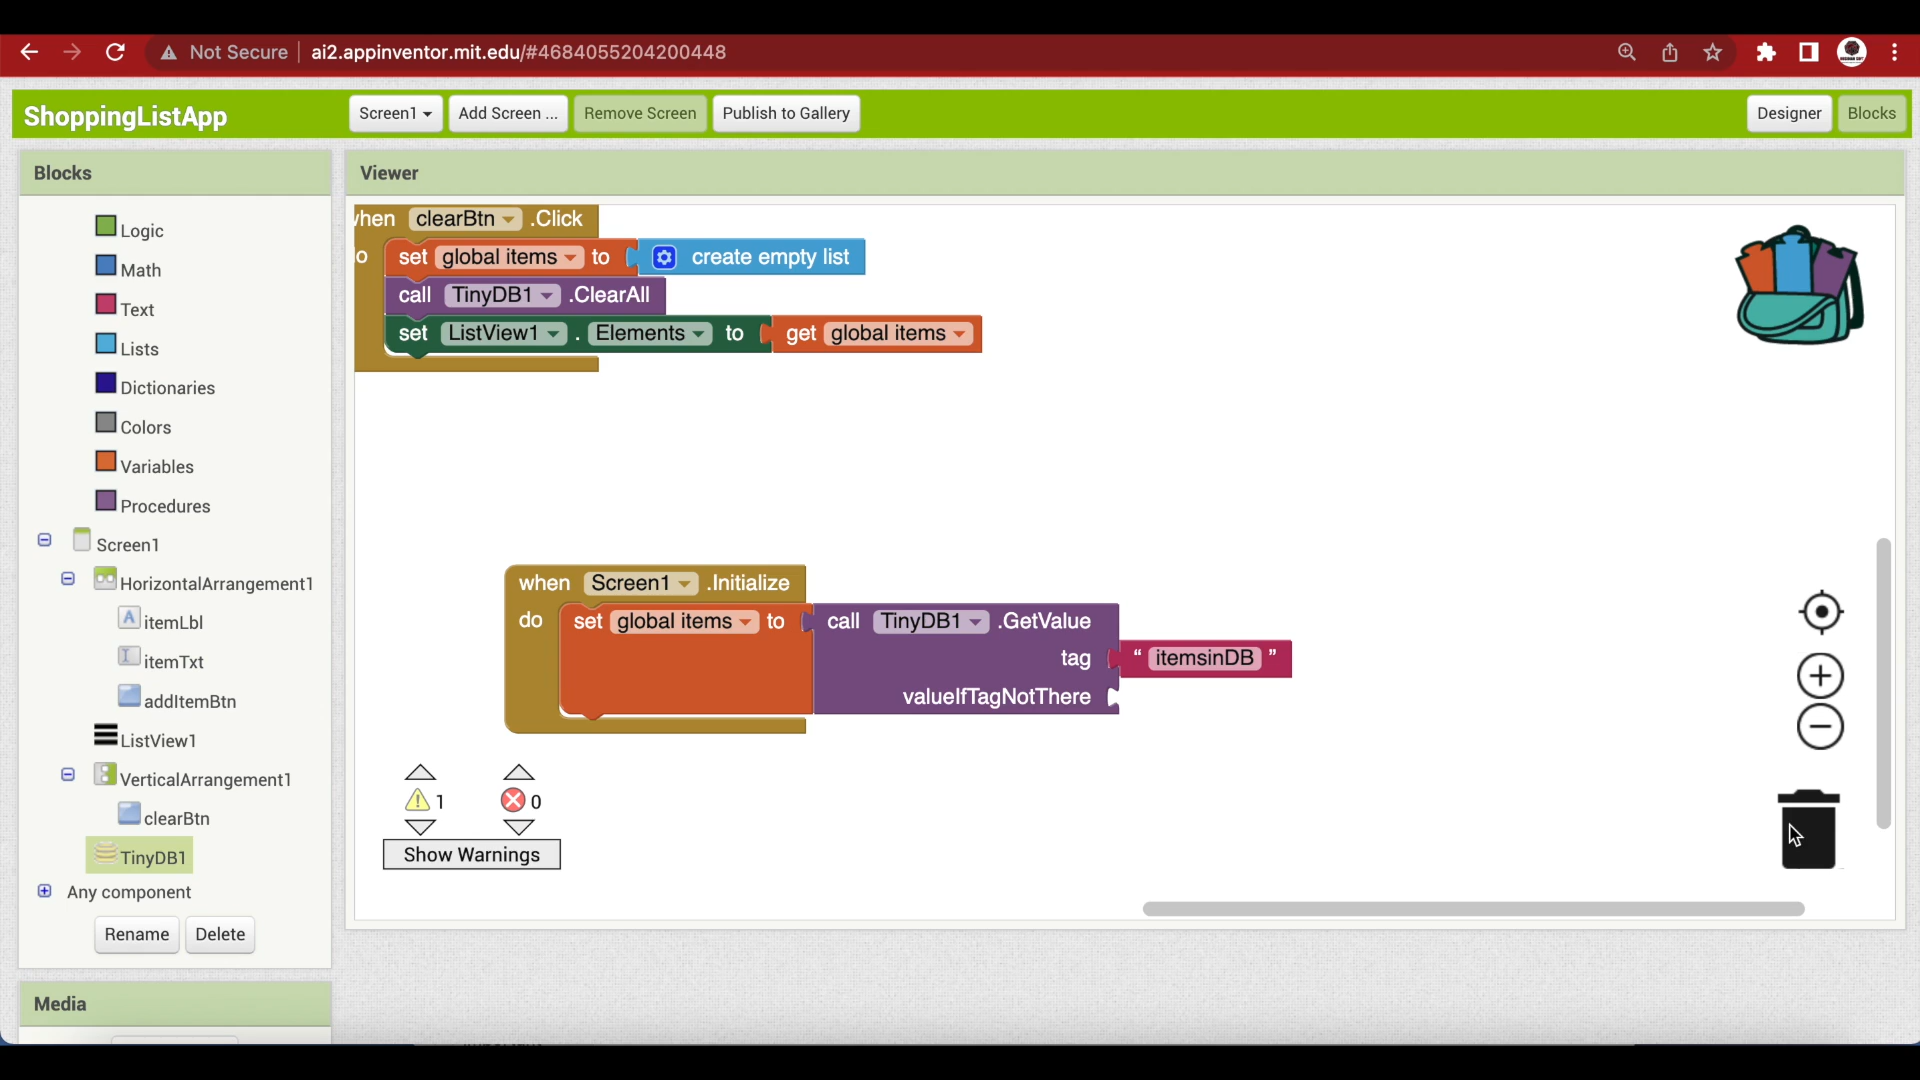 Not Secure
ai2.appinventor.mit.edu/#4684055204200448
ShoppingListApp
Screen1
Add Screen ...
Remove Screen
Publish to Gallery
Designer
Blocks
Blocks
Viewer
Logic
Math
Text
Lists
Dictionaries
Colors
Variables
Procedures
Screen1
HorizontalArrangement1
itemLbl
itemTxt
addItemBtn
ListView1
VerticalArrangement1
clearBtn
TinyDB1
Any component
Rename
Delete
Media
when clearBtn .Click
do set global items to create empty list
call TinyDB1 .ClearAll
set ListView1 . Elements to get global items
when Screen1 .Initialize
do set global items to call TinyDB1 .GetValue
tag “ itemsinDB ”
valueIfTagNotThere
1
0
Show Warnings